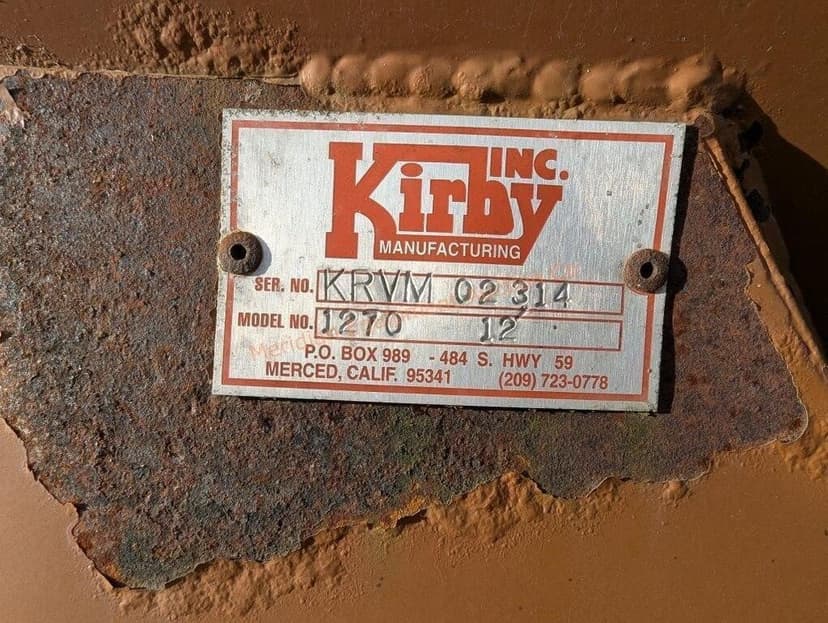 Kirby INC.
MANUFACTURING
SER. NO. KRVM 02 314
MODEL NO. 1270 12'
P.O. BOX 989 - 484 S. HWY 59
MERCED, CALIF. 95341 (209) 723-0778